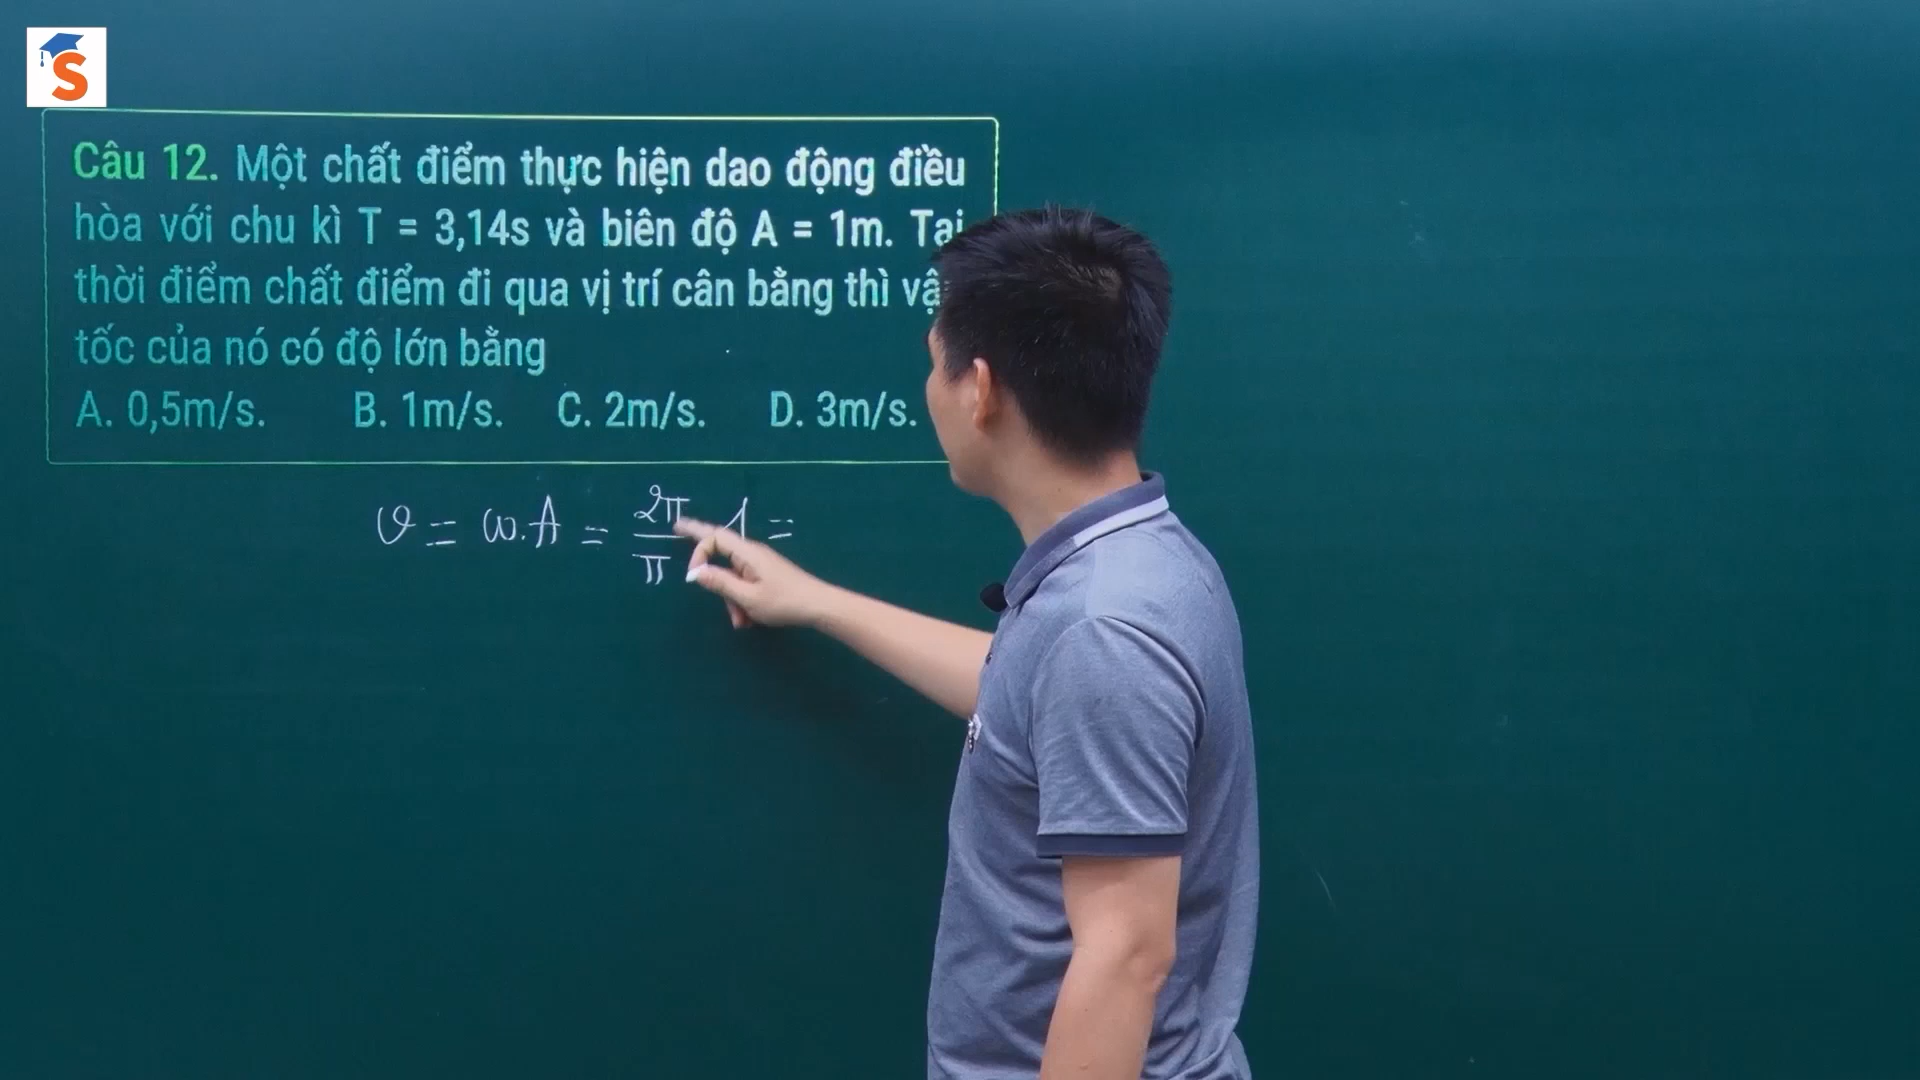 S
Câu 12. Một chất điểm thực hiện dao động điều
hòa với chu kì T = 3,14s và biên độ A = 1m. Tại
thời điểm chất điểm đi qua vị trí cân bằng thì
tốc của nó có độ lớn bằng
A. 0,5m/s. B. 1m/s. C. 2m/s. D. 3m/s.
v = ω.A = 2π/π 1 =